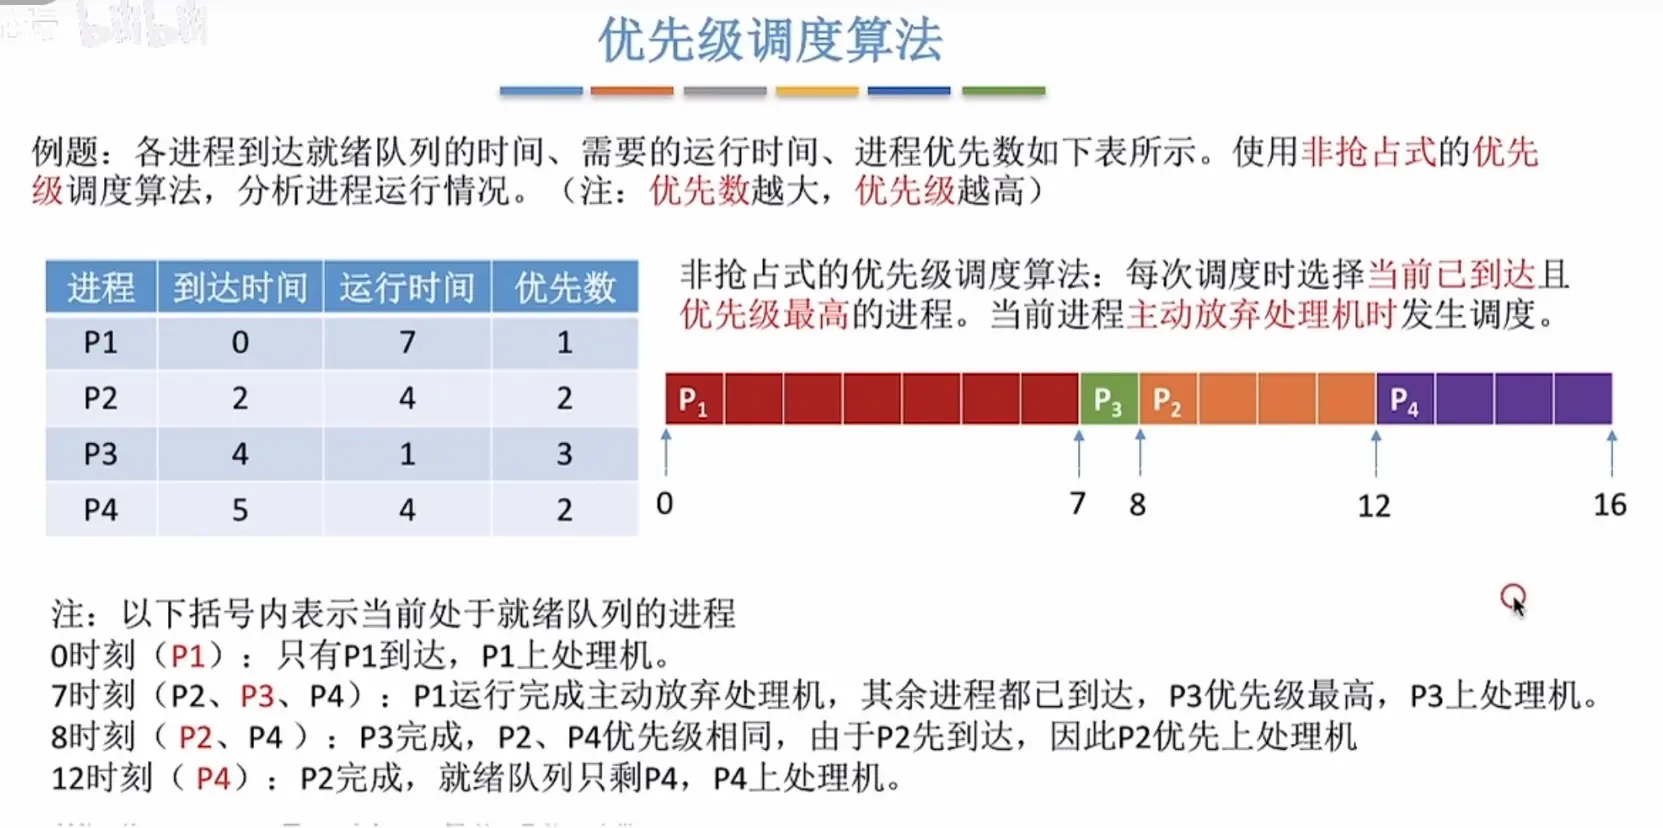 bilibili
优先级调度算法
例题：各进程到达就绪队列的时间、需要的运行时间、进程优先数如下表所示。使用非抢占式的优先
级调度算法，分析进程运行情况。（注：优先数越大，优先级越高）
进程 到达时间 运行时间 优先数
P1 0 7 1
P2 2 4 2
P3 4 1 3
P4 5 4 2
非抢占式的优先级调度算法：每次调度时选择当前已到达且
优先级最高的进程。当前进程主动放弃处理机时发生调度。
P1 P3 P2 P4
0 7 8 12 16
注：以下括号内表示当前处于就绪队列的进程
0时刻（P1）：只有P1到达，P1上处理机。
7时刻（P2、P3、P4）：P1运行完成主动放弃处理机，其余进程都已到达，P3优先级最高，P3上处理机。
8时刻（ P2、P4 ）：P3完成，P2、P4优先级相同，由于P2先到达，因此P2优先上处理机
12时刻（ P4）：P2完成，就绪队列只剩P4，P4上处理机。